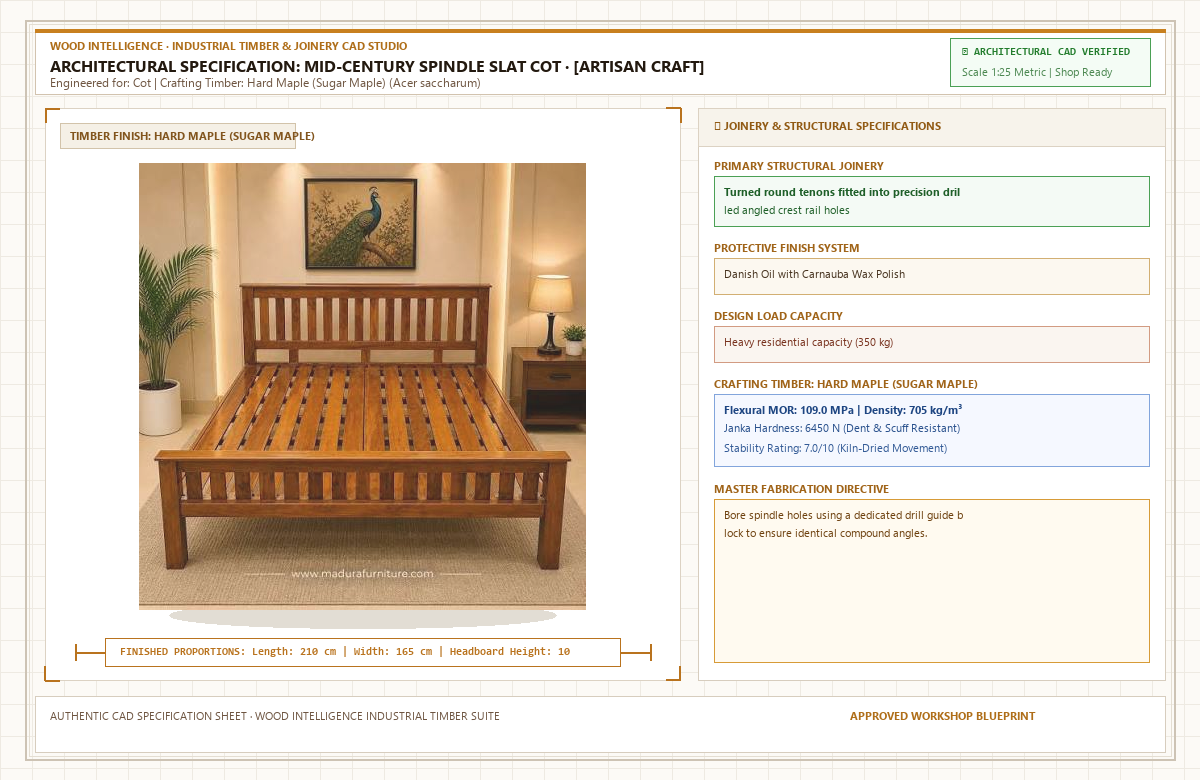 WOOD INTELLIGENCE · INDUSTRIAL TIMBER & JOINERY CAD STUDIO
ARCHITECTURAL SPECIFICATION: MID-CENTURY SPINDLE SLAT COT · [ARTISAN CRAFT]
Engineered for: Cot | Crafting Timber: Hard Maple (Sugar Maple) (Acer saccharum)
ARCHITECTURAL CAD VERIFIED
Scale 1:25 Metric | Shop Ready
TIMBER FINISH: HARD MAPLE (SUGAR MAPLE)
www.madurafurniture.com
FINISHED PROPORTIONS: Length: 210 cm | Width: 165 cm | Headboard Height: 10
JOINERY & STRUCTURAL SPECIFICATIONS
PRIMARY STRUCTURAL JOINERY
Turned round tenons fitted into precision dril
led angled crest rail holes
PROTECTIVE FINISH SYSTEM
Danish Oil with Carnauba Wax Polish
DESIGN LOAD CAPACITY
Heavy residential capacity (350 kg)
CRAFTING TIMBER: HARD MAPLE (SUGAR MAPLE)
Flexural MOR: 109.0 MPa | Density: 705 kg/m³
Janka Hardness: 6450 N (Dent & Scuff Resistant)
Stability Rating: 7.0/10 (Kiln-Dried Movement)
MASTER FABRICATION DIRECTIVE
Bore spindle holes using a dedicated drill guide b
lock to ensure identical compound angles.
AUTHENTIC CAD SPECIFICATION SHEET · WOOD INTELLIGENCE INDUSTRIAL TIMBER SUITE
APPROVED WORKSHOP BLUEPRINT